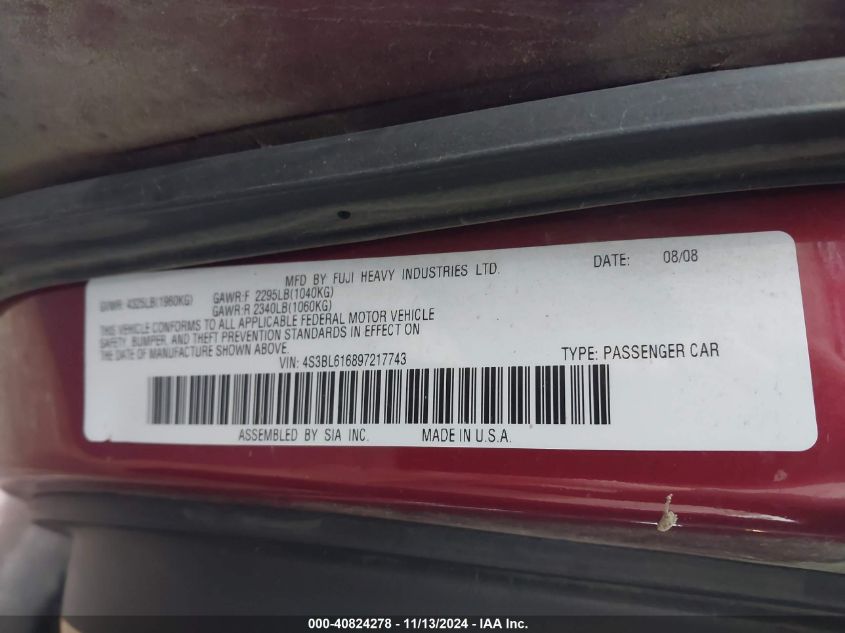 MFD BY FUJI HEAVY INDUSTRIES LTD. DATE: 08/08
GVWR: 4325LB(1960KG) GAWR:F 2295LB(1040KG)
GAWR:R 2340LB(1060KG)
THIS VEHICLE CONFORMS TO ALL APPLICABLE FEDERAL MOTOR VEHICLE
SAFETY, BUMPER, AND THEFT PREVENTION STANDARDS IN EFFECT ON
THE DATE OF MANUFACTURE SHOWN ABOVE.
VIN: 4S3BL616897217743 TYPE: PASSENGER CAR
ASSEMBLED BY SIA INC. MADE IN U.S.A.
000-40824278 - 11/13/2024 - IAA Inc.